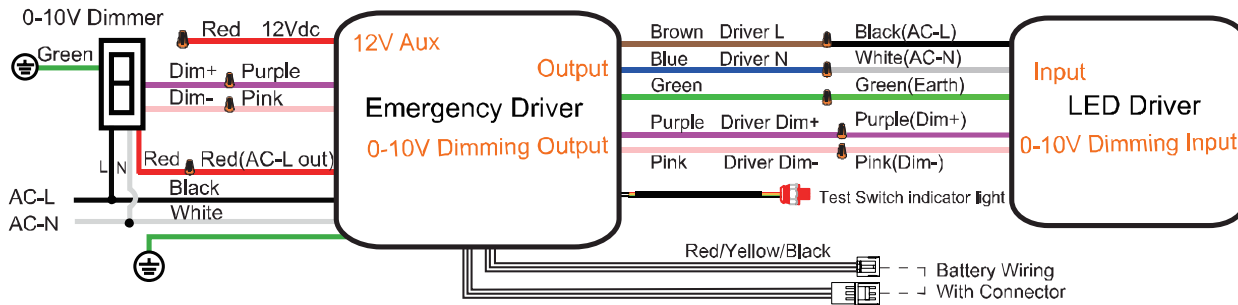 0-10V Dimmer
Green
Red 12Vdc
Dim+ Purple
Dim- Pink
L N
Red Red(AC-L out)
Black
AC-L
White
AC-N
12V Aux
Output
Emergency Driver
0-10V Dimming Output
Brown Driver L Black(AC-L)
Blue Driver N White(AC-N)
Green Green(Earth)
Purple Driver Dim+ Purple(Dim+)
Pink Driver Dim- Pink(Dim-)
Test Switch indicator light
Input
LED Driver
0-10V Dimming Input
Red/Yellow/Black
Battery Wiring
With Connector